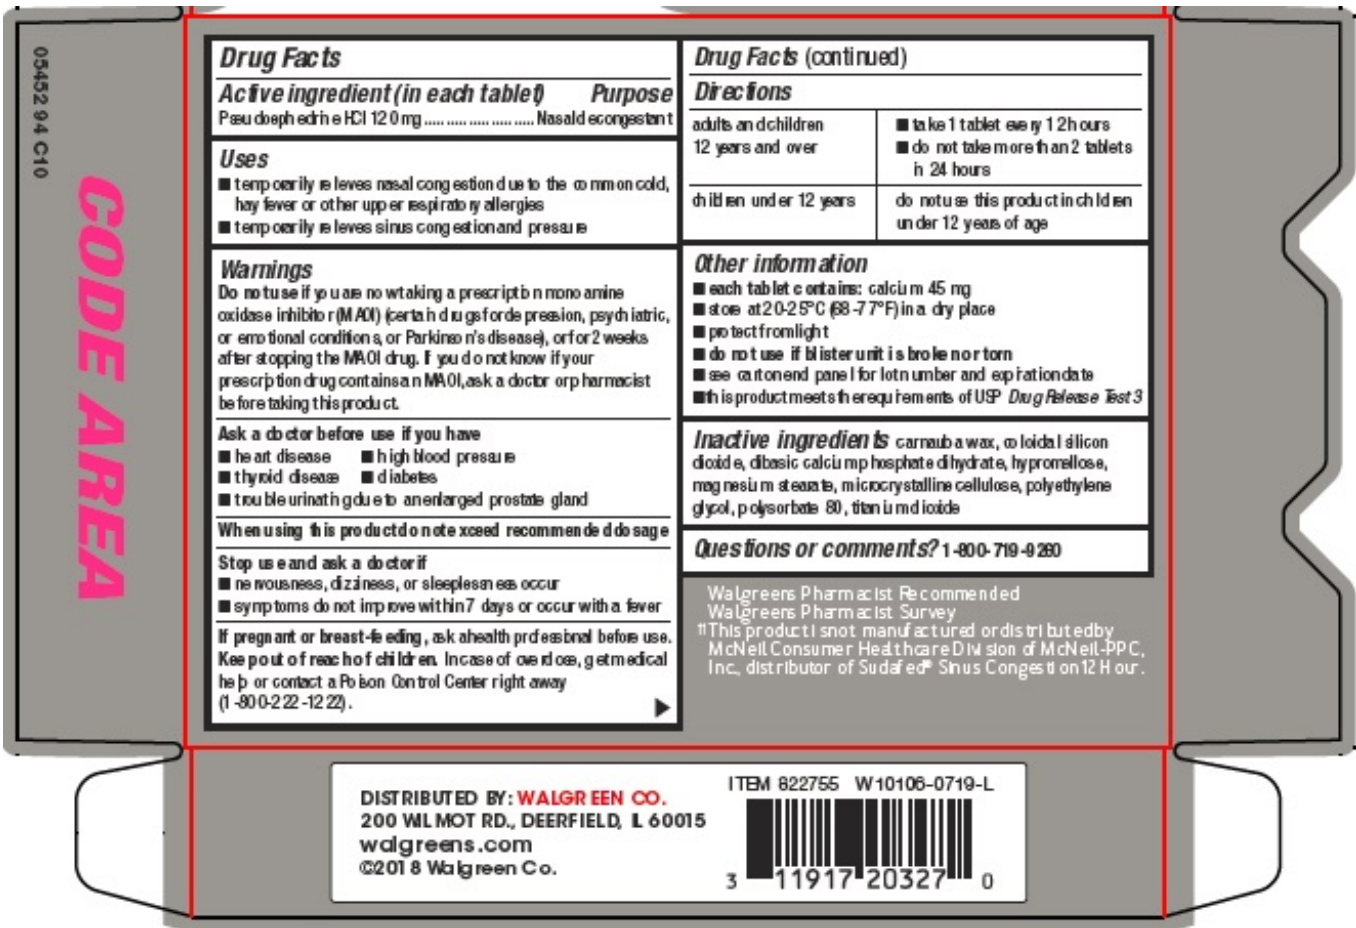 05452 94 C10
CODE AREA
Drug Facts
Active ingredient (in each tablet) Purpose
Pseudoephedrine HCl 120 mg ......................... Nasal decongestant
Uses
■ temporarily relieves nasal congestion due to the common cold,
hay fever or other upper respiratory allergies
■ temporarily relieves sinus congestion and pressure
Warnings
Do not use if you are now taking a prescription monoamine
oxidase inhibitor (MAOI) (certain drugs for depression, psychiatric,
or emotional conditions, or Parkinson's disease), or for 2 weeks
after stopping the MAOI drug. If you do not know if your
prescription drug contains an MAOI, ask a doctor or pharmacist
before taking this product.
Ask a doctor before use if you have
■ heart disease ■ high blood pressure
■ thyroid disease ■ diabetes
■ trouble urinating due to an enlarged prostate gland
When using this product do not exceed recommended dosage
Stop use and ask a doctor if
■ nervousness, dizziness, or sleeplessness occur
■ symptoms do not improve within 7 days or occur with a fever
If pregnant or breast-feeding, ask a health professional before use.
Keep out of reach of children. In case of overdose, get medical
help or contact a Poison Control Center right away
(1-800-222-1222).
Drug Facts (continued)
Directions
adults and children ■ take 1 tablet every 12 hours
12 years and over ■ do not take more than 2 tablets
in 24 hours
children under 12 years do not use this product in children
under 12 years of age
Other information
■ each tablet contains: calcium 45 mg
■ store at 20-25°C (68-77°F) in a dry place
■ protect from light
■ do not use if blister unit is broken or torn
■ see carton end panel for lot number and expiration date
■ this product meets the requirements of USP Drug Release Test 3
Inactive ingredients carnauba wax, colloidal silicon
dioxide, dibasic calcium phosphate dihydrate, hypromellose,
magnesium stearate, microcrystalline cellulose, polyethylene
glycol, polysorbate 80, titanium dioxide
Questions or comments? 1-800-719-9260
Walgreens Pharmacist Recommended
Walgreens Pharmacist Survey
††This product is not manufactured or distributed by
McNeil Consumer Healthcare Division of McNeil-PPC,
Inc., distributor of Sudafed® Sinus Congestion 12 Hour.
DISTRIBUTED BY: WALGREEN CO.
200 WILMOT RD., DEERFIELD, IL 60015
walgreens.com
©2018 Walgreen Co.
ITEM 822755 W10106-0719-L
3 11917 20327 0